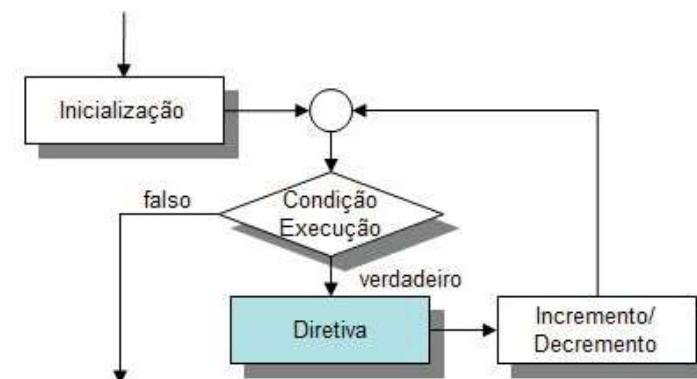 Inicialização
falso
Condição
Execução
verdadeiro
Diretiva
Incremento/
Decremento